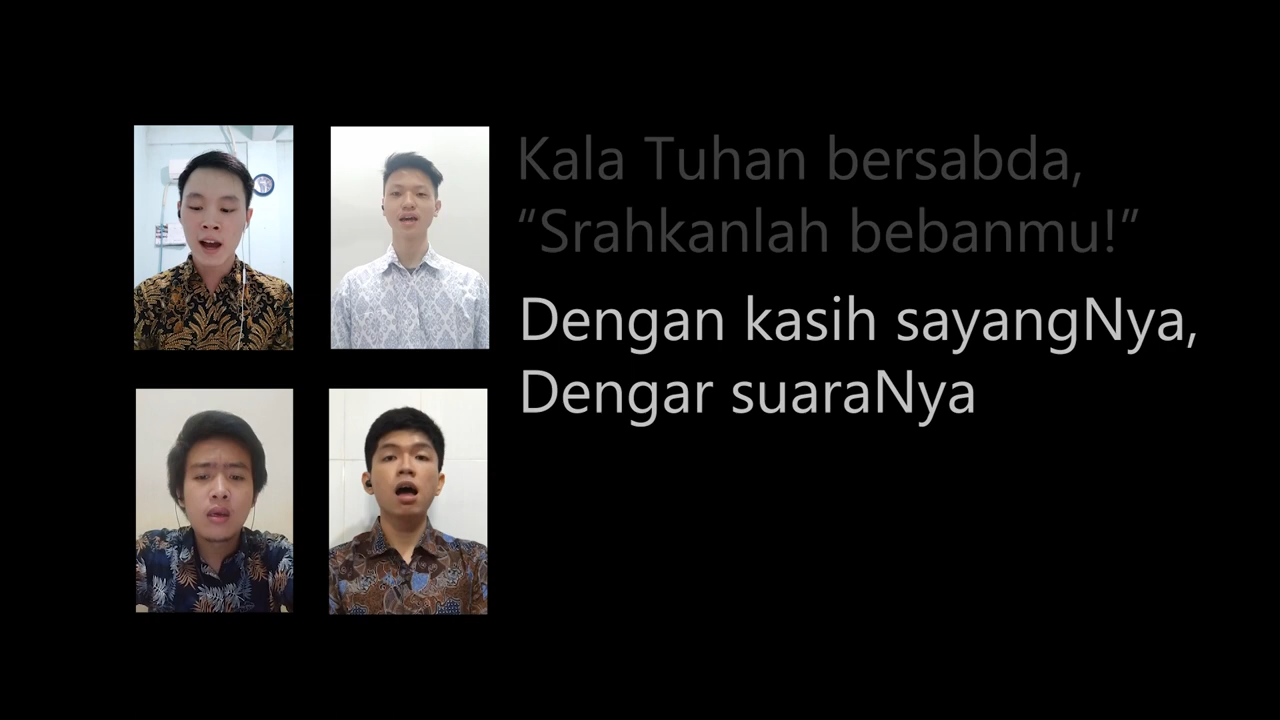 Kala Tuhan bersabda,
“Srahkanlah bebanmu!”
Dengan kasih sayangNya,
Dengar suaraNya